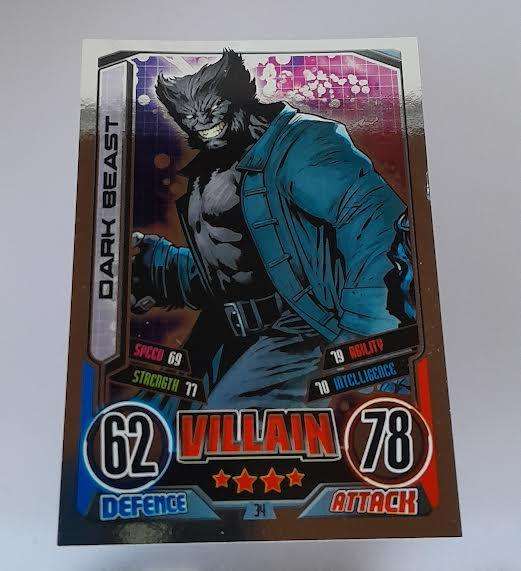 DARK BEAST
SPEED 69
79 AGILITY
STRENGTH 77
70 INTELLIGENCE
62
VILLAIN
78
DEFENCE
34
ATTACK